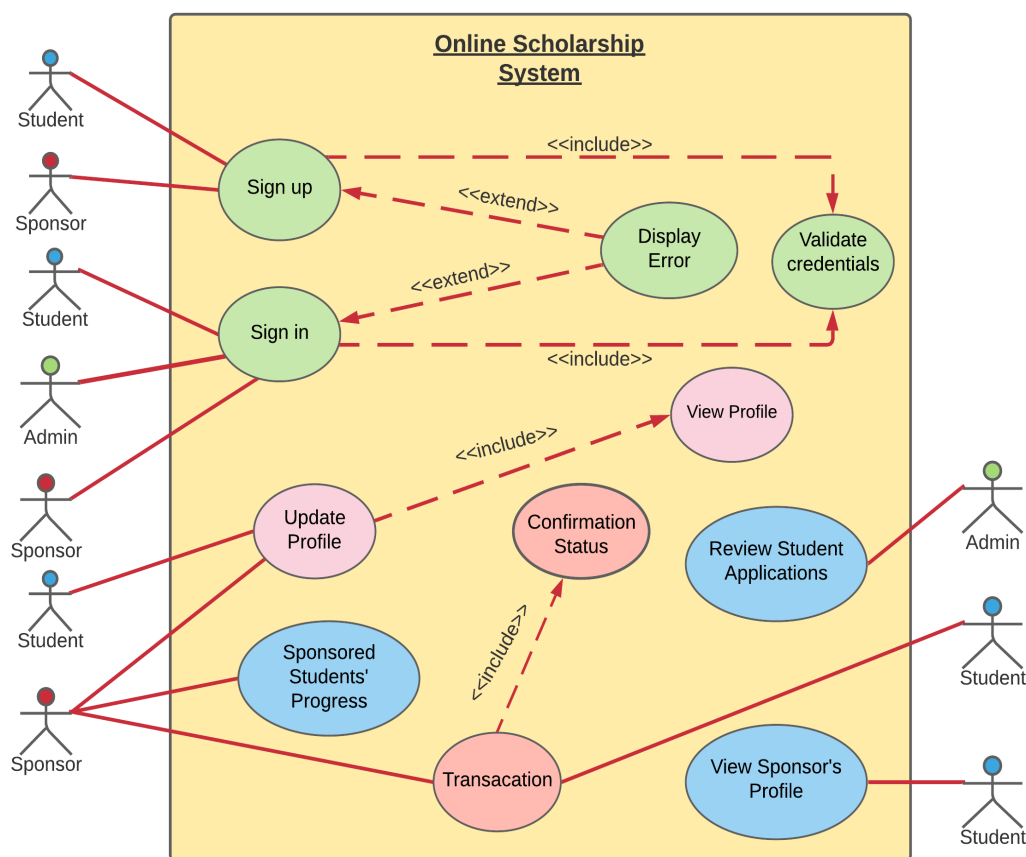 Online Scholarship
System
Student
Sponsor
Student
Admin
Sponsor
Student
Sponsor
Sign up
<<include>>
<<extend>>
Display
Error
Validate
credentials
<<extend>>
Sign in
<<include>>
View Profile
<<include>>
Update
Profile
Confirmation
Status
Review Student
Applications
<<include>>
Sponsored
Students'
Progress
Transacation
View Sponsor's
Profile
Admin
Student
Student